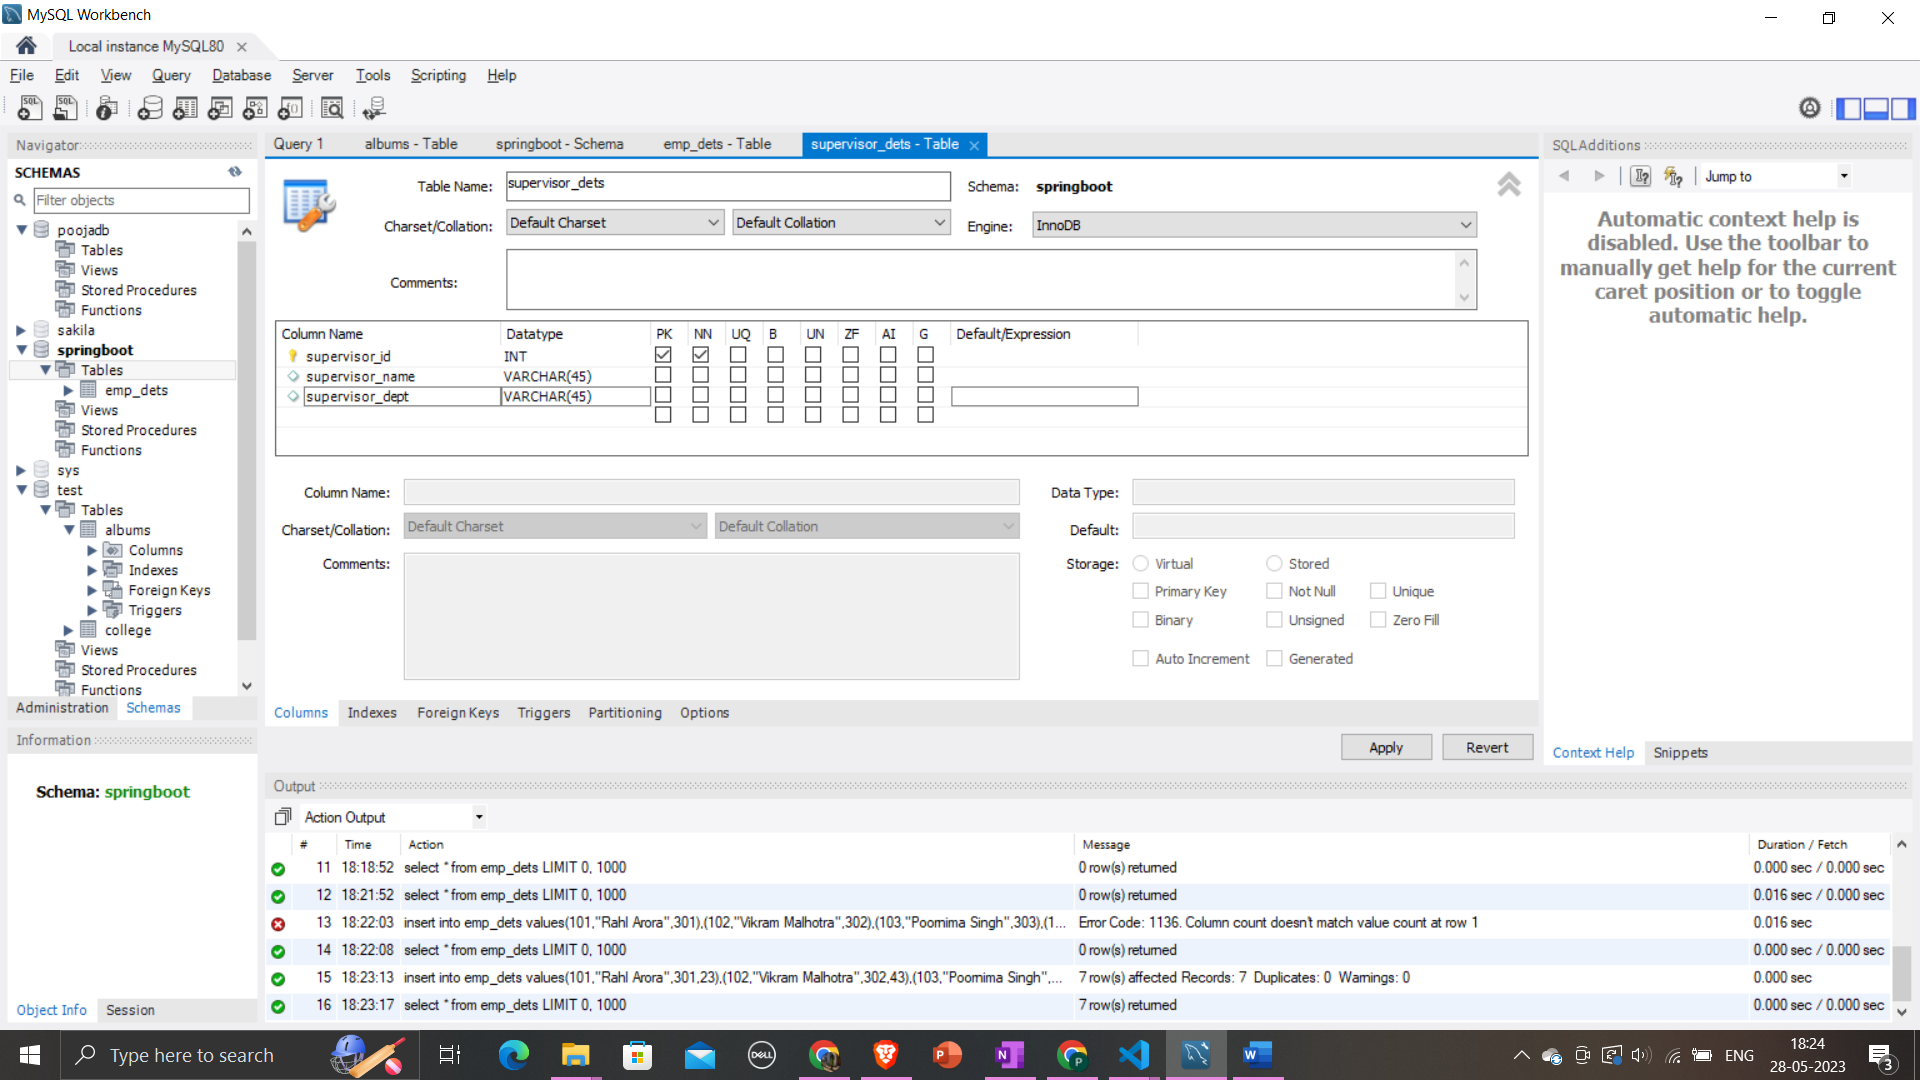 MySQL Workbench
Local instance MySQL80
File Edit View Query Database Server Tools Scripting Help
Navigator
SCHEMAS
Filter objects
poojadb
Tables
Views
Stored Procedures
Functions
sakila
springboot
Tables
emp_dets
Views
Stored Procedures
Functions
sys
test
Tables
albums
Columns
Indexes
Foreign Keys
Triggers
college
Views
Stored Procedures
Functions
Administration Schemas
Information
Schema: springboot
Object Info Session
Query 1 albums - Table springboot - Schema emp_dets - Table supervisor_dets - Table
Table Name: supervisor_dets Schema: springboot
Charset/Collation: Default Charset Default Collation Engine: InnoDB
Comments:
Column Name Datatype PK NN UQ B UN ZF AI G Default/Expression
supervisor_id INT
supervisor_name VARCHAR(45)
supervisor_dept VARCHAR(45)
Column Name: Data Type:
Charset/Collation: Default Charset Default Collation Default:
Comments: Storage: Virtual Stored
Primary Key Not Null Unique
Binary Unsigned Zero Fill
Auto Increment Generated
Columns Indexes Foreign Keys Triggers Partitioning Options
Apply Revert
SQLAdditions
Jump to
Automatic context help is
disabled. Use the toolbar to
manually get help for the current
caret position or to toggle
automatic help.
Context Help Snippets
Output
Action Output
# Time Action Message Duration / Fetch
11 18:18:52 select * from emp_dets LIMIT 0, 1000 0 row(s) returned 0.000 sec / 0.000 sec
12 18:21:52 select * from emp_dets LIMIT 0, 1000 0 row(s) returned 0.016 sec / 0.000 sec
13 18:22:03 insert into emp_dets values(101,"Rahl Arora",301),(102,"Vikram Malhotra",302),(103,"Poornima Singh",303),(1... Error Code: 1136. Column count doesn't match value count at row 1 0.016 sec
14 18:22:08 select * from emp_dets LIMIT 0, 1000 0 row(s) returned 0.000 sec / 0.000 sec
15 18:23:13 insert into emp_dets values(101,"Rahl Arora",301,23),(102,"Vikram Malhotra",302,43),(103,"Poornima Singh",... 7 row(s) affected Records: 7 Duplicates: 0 Warnings: 0 0.000 sec
16 18:23:17 select * from emp_dets LIMIT 0, 1000 7 row(s) returned 0.000 sec / 0.000 sec
Type here to search
ENG
18:24
28-05-2023
3